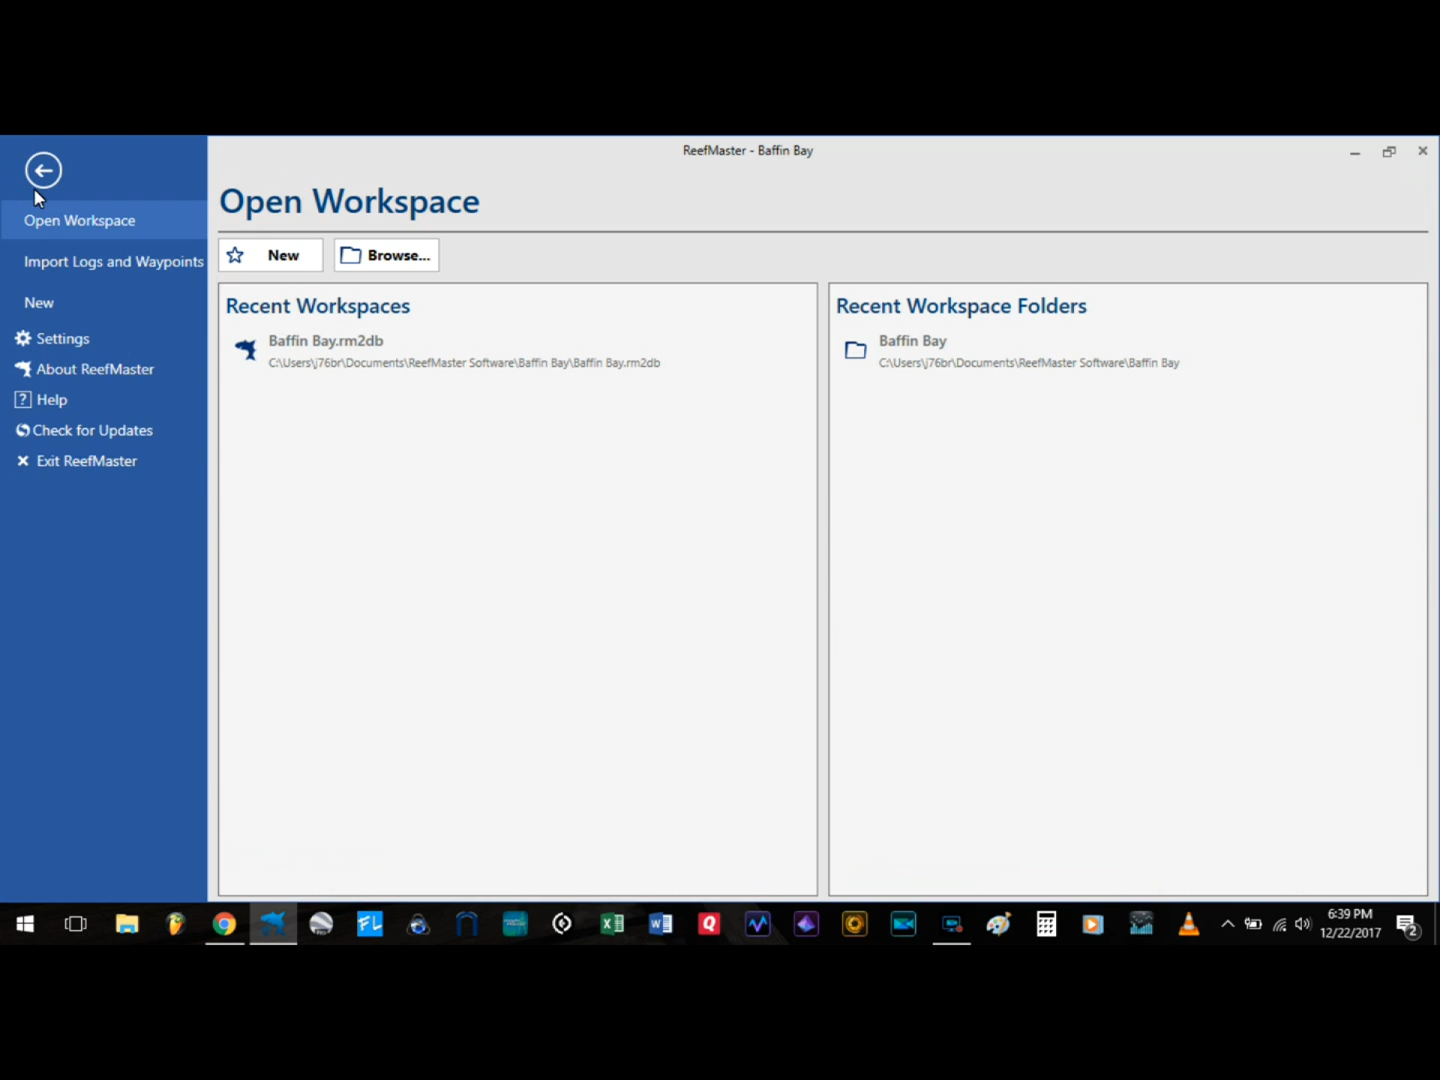 ReefMaster - Baffin Bay
Open Workspace
Open Workspace
Import Logs and Waypoints
New
Settings
About ReefMaster
? Help
Check for Updates
Exit ReefMaster
New
Browse...
Recent Workspaces
Baffin Bay.rm2db
C:\Users\j76br\Documents\ReefMaster Software\Baffin Bay\Baffin Bay.rm2db
Recent Workspace Folders
Baffin Bay
C:\Users\j76br\Documents\ReefMaster Software\Baffin Bay
FL
Q
6:39 PM
12/22/2017
2